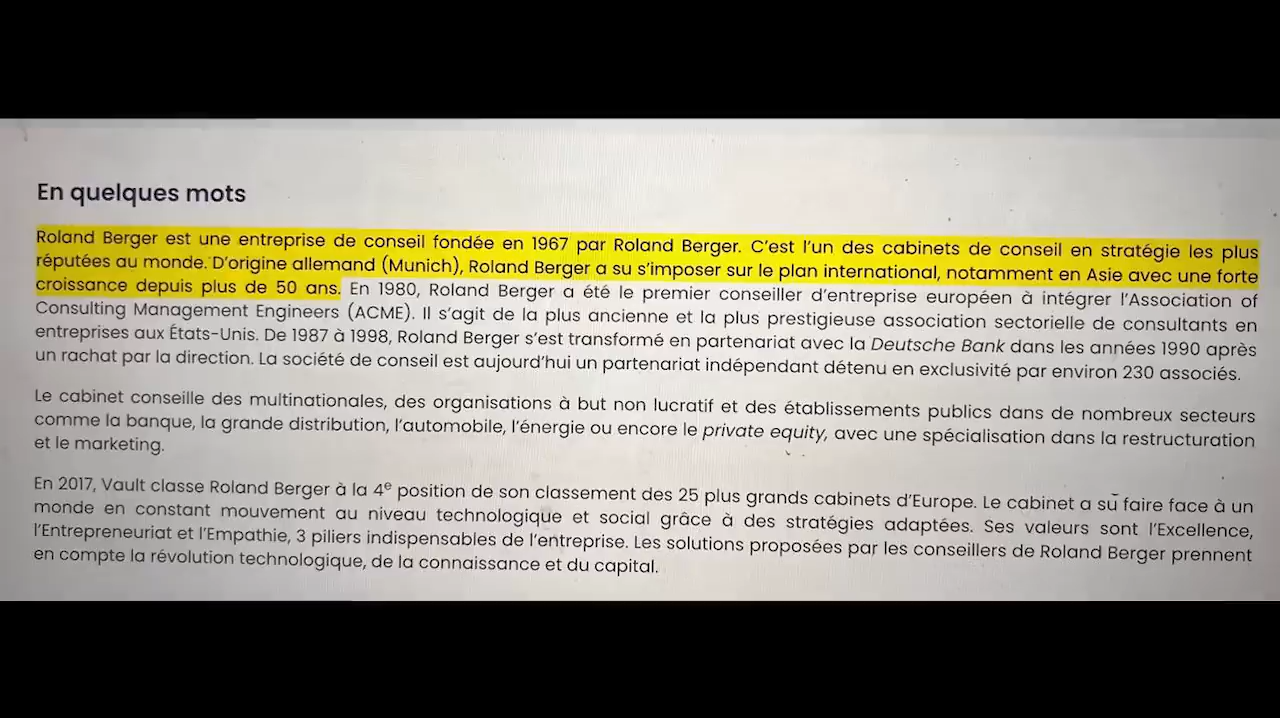 En quelques mots
Roland Berger est une entreprise de conseil fondée en 1967 par Roland Berger. C'est l'un des cabinets de conseil en stratégie les plus
réputées au monde. D'origine allemand (Munich), Roland Berger a su s'imposer sur le plan international, notamment en Asie avec une forte
croissance depuis plus de 50 ans. En 1980, Roland Berger a été le premier conseiller d'entreprise européen à intégrer l'Association of
Consulting Management Engineers (ACME). Il s'agit de la plus ancienne et la plus prestigieuse association sectorielle de consultants en
entreprises aux États-Unis. De 1987 à 1998, Roland Berger s'est transformé en partenariat avec la Deutsche Bank dans les années 1990 après
un rachat par la direction. La société de conseil est aujourd'hui un partenariat indépendant détenu en exclusivité par environ 230 associés.
Le cabinet conseille des multinationales, des organisations à but non lucratif et des établissements publics dans de nombreux secteurs
comme la banque, la grande distribution, l'automobile, l'énergie ou encore le private equity, avec une spécialisation dans la restructuration
et le marketing.
En 2017, Vault classe Roland Berger à la 4e position de son classement des 25 plus grands cabinets d'Europe. Le cabinet a su faire face à un
monde en constant mouvement au niveau technologique et social grâce à des stratégies adaptées. Ses valeurs sont l'Excellence,
l'Entrepreneuriat et l'Empathie, 3 piliers indispensables de l'entreprise. Les solutions proposées par les conseillers de Roland Berger prennent
en compte la révolution technologique, de la connaissance et du capital.